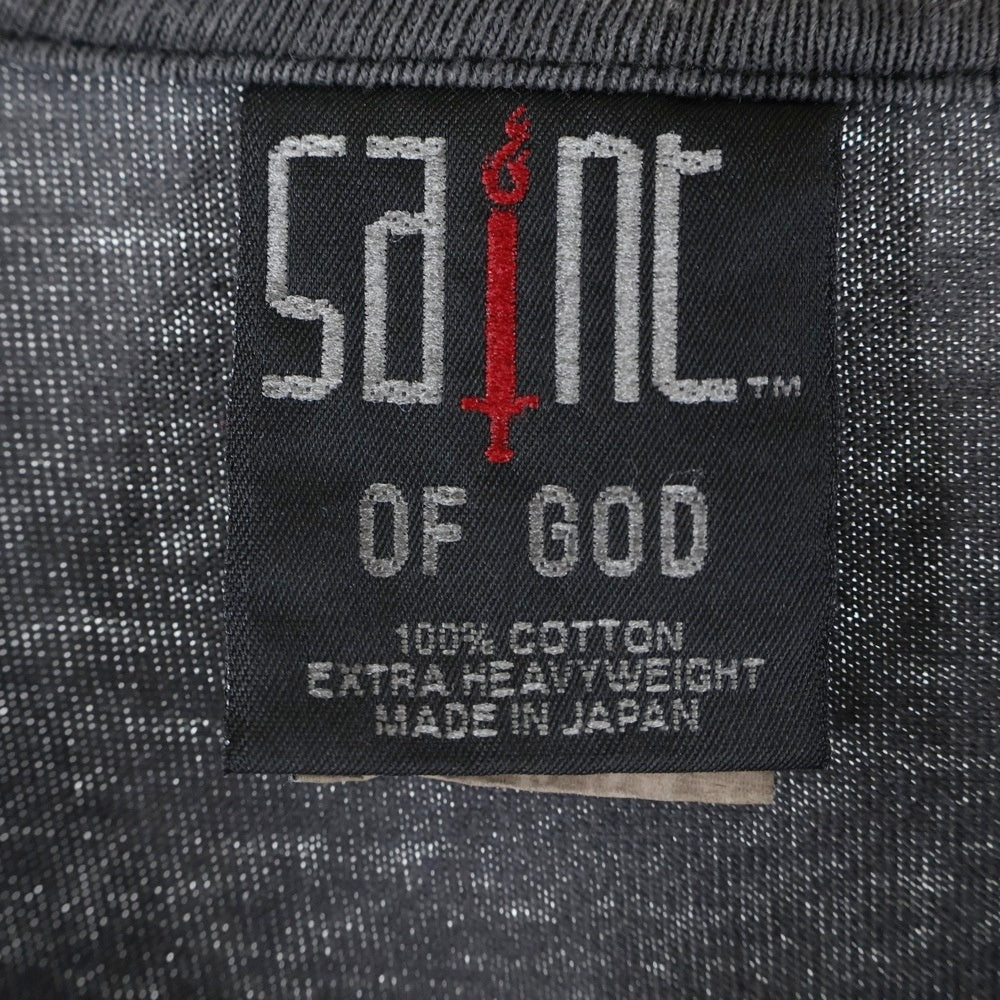 Saint™
OF GOD
100% COTTON
EXTRA HEAVYWEIGHT
MADE IN JAPAN